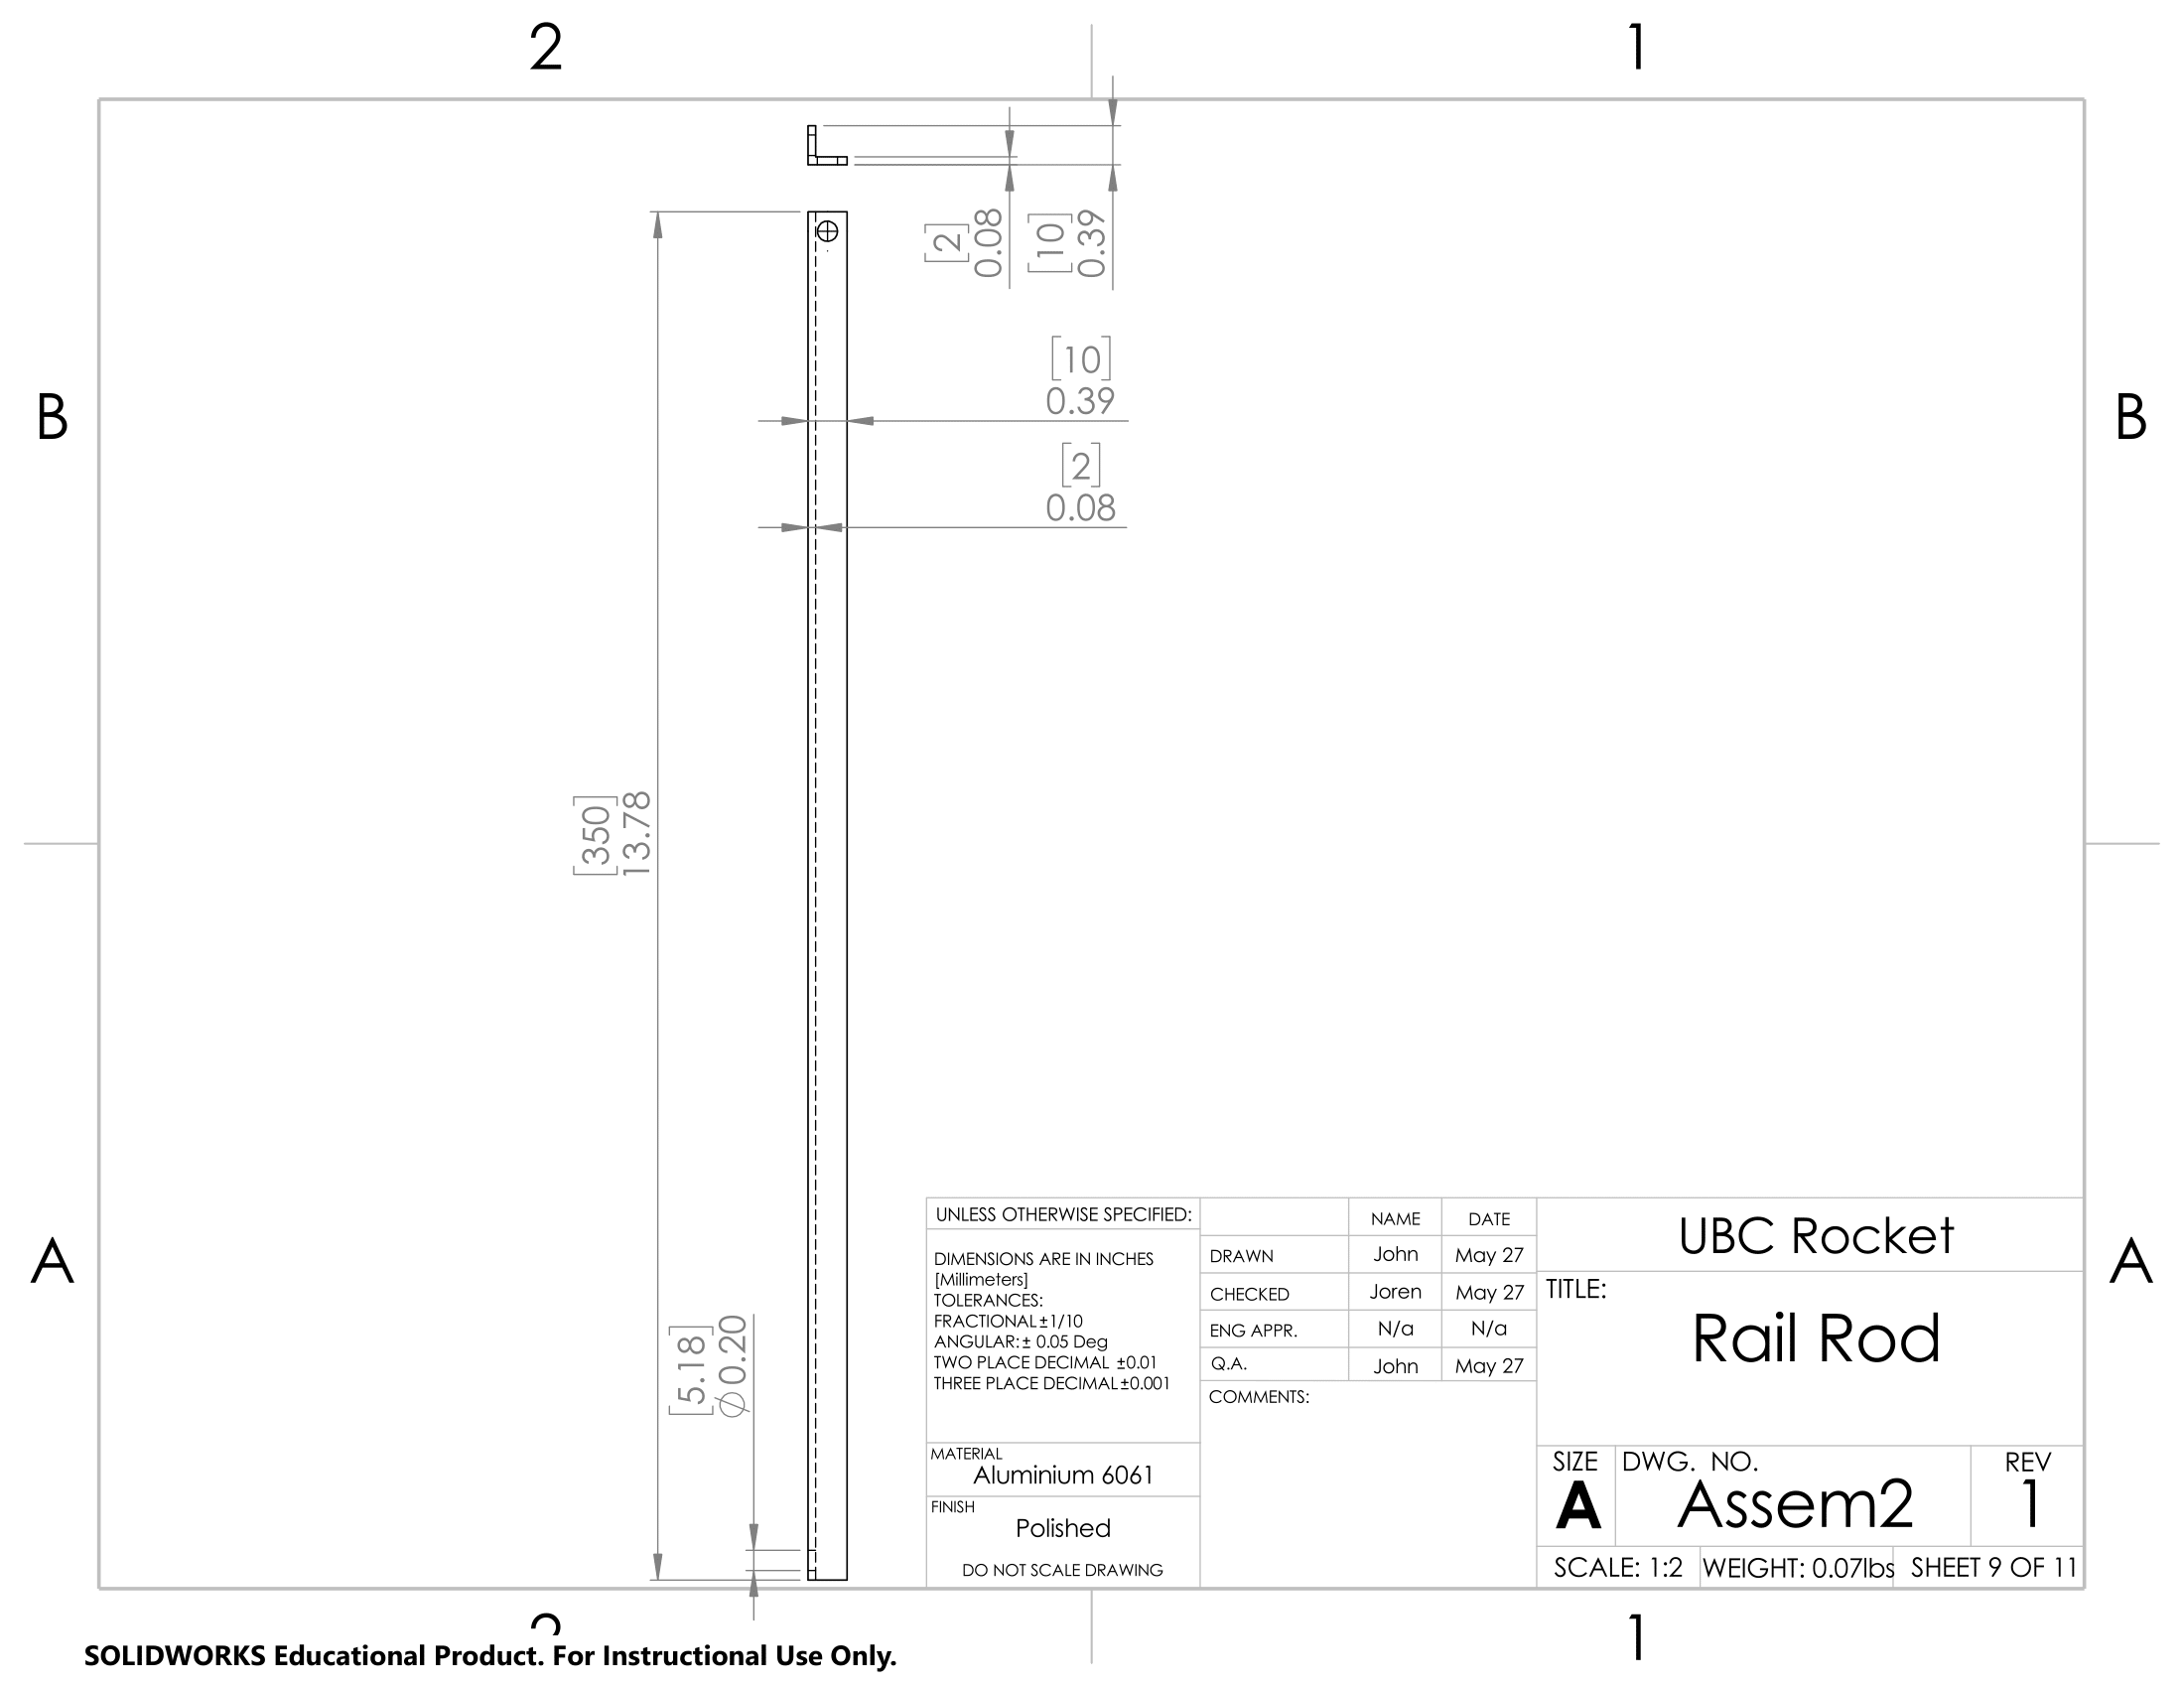 2
1
[2]
0.08
[10]
0.39
[10]
0.39
[2]
0.08
B
B
[350]
13.78
[5.18]
∅0.20
A
A
UNLESS OTHERWISE SPECIFIED:
DIMENSIONS ARE IN INCHES
[Millimeters]
TOLERANCES:
FRACTIONAL±1/10
ANGULAR:± 0.05 Deg
TWO PLACE DECIMAL ±0.01
THREE PLACE DECIMAL±0.001
MATERIAL
Aluminium 6061
FINISH
Polished
DO NOT SCALE DRAWING
NAME DATE
DRAWN John May 27
CHECKED Joren May 27
ENG APPR. N/a N/a
Q.A. John May 27
COMMENTS:
UBC Rocket
TITLE:
Rail Rod
SIZE DWG. NO. REV
A Assem2 1
SCALE: 1:2 WEIGHT: 0.07lbs SHEET 9 OF 11
2
1
SOLIDWORKS Educational Product. For Instructional Use Only.